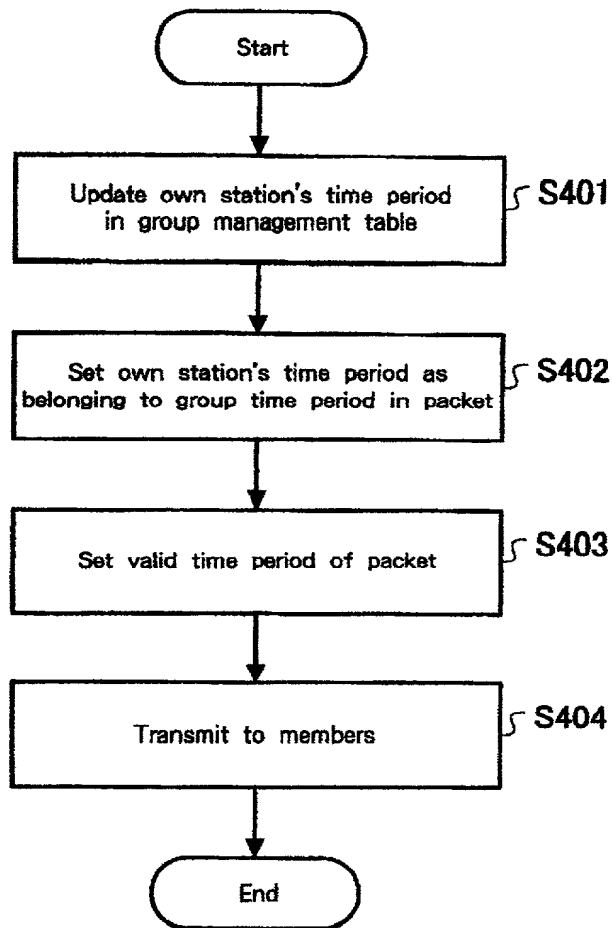 Start
Update own station's time period
in group management table
S401
Set own station's time period as
belonging to group time period in packet
S402
Set valid time period of packet
S403
Transmit to members
S404
End